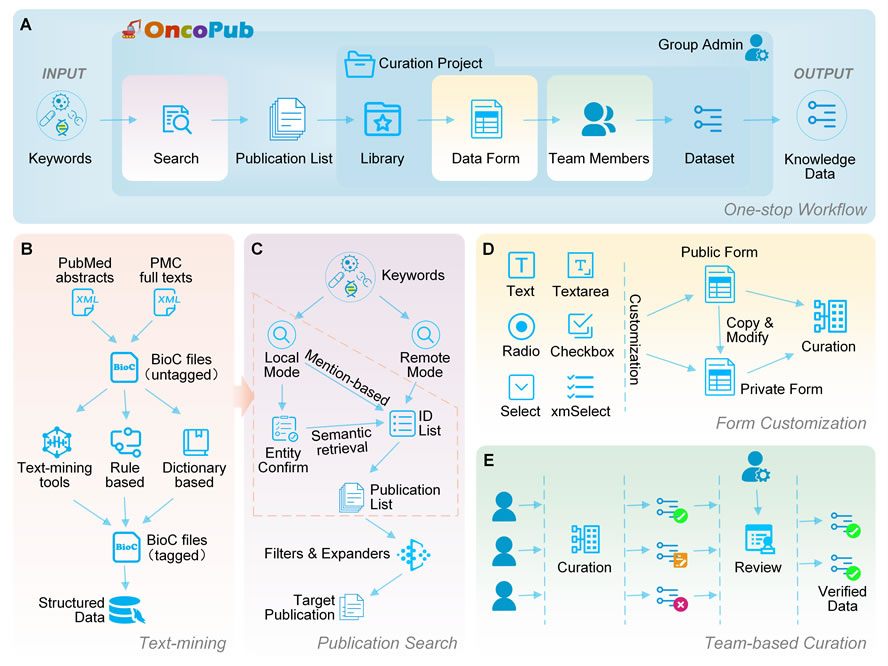 A
OncoPub
Group Admin
Curation Project
INPUT
OUTPUT
Keywords
Search
Publication List
Library
Data Form
Team Members
Dataset
Knowledge
Data
One-stop Workflow
B
PubMed
abstracts
PMC
full texts
XML
XML
BioC
BioC files
（untagged）
Text-mining
tools
Rule
based
Dictionary
based
BioC
BioC files
（tagged）
Structured
Data
Text-mining
C
Keywords
Local
Mode
Remote
Mode
Mention-based
ID
List
Semantic
retrieval
Entity
Confirm
Publication
List
Filters & Expanders
Target
Publication
Publication Search
D
T
Text
T
Textarea
Radio
Checkbox
Select
xmSelect
Customization
Public Form
Copy &
Modify
Curation
Private Form
Form Customization
E
Curation
Review
Verified
Data
Team-based Curation